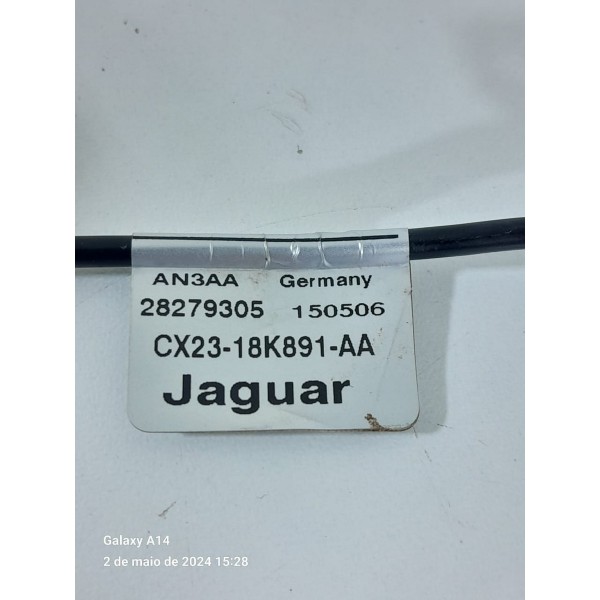 AN3AA Germany
28279305 150506
CX23-18K891-AA
Jaguar
Galaxy A14
2 de maio de 2024 15:28